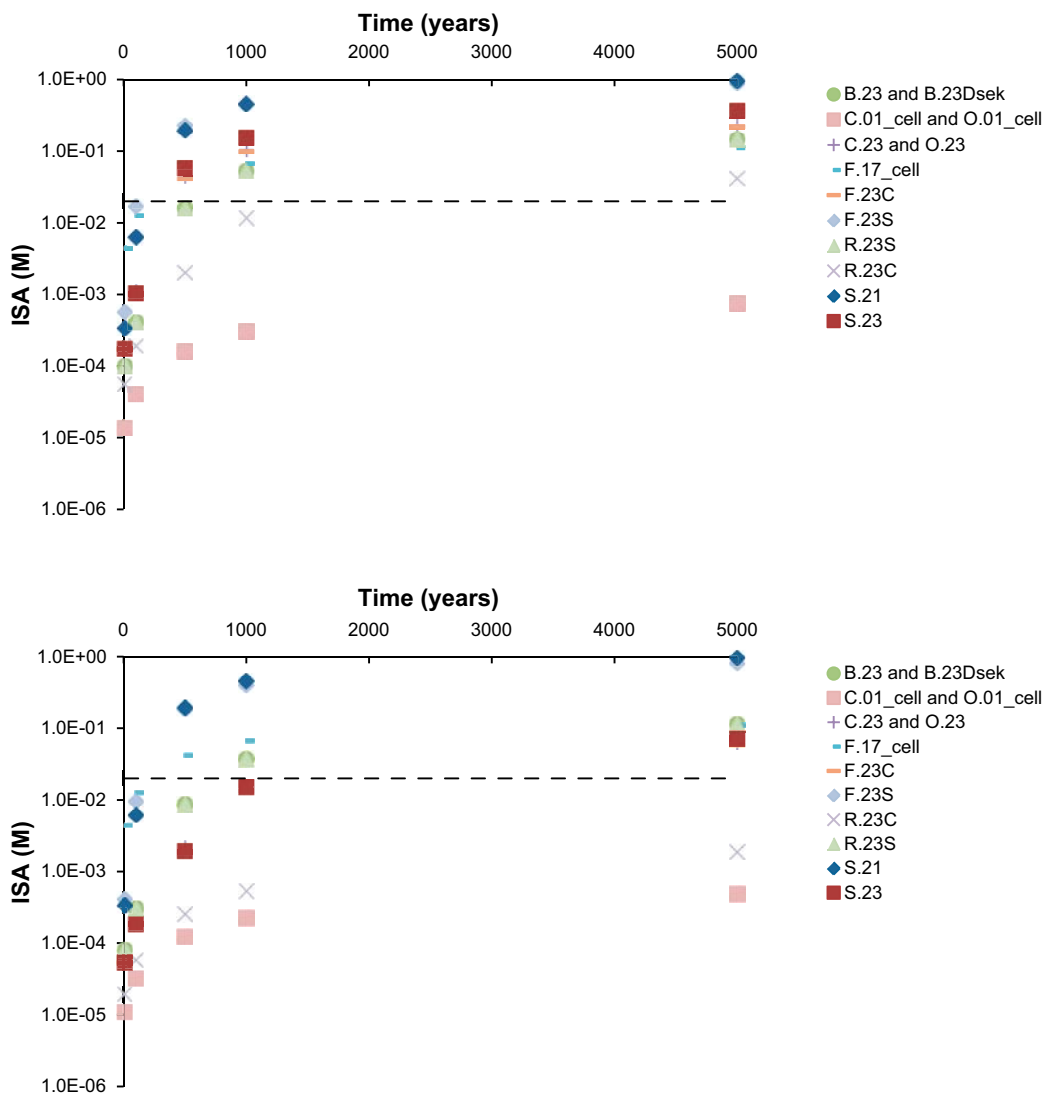 Time (years)
0 1000 2000 3000 4000 5000
1.0E+00
1.0E-01
1.0E-02
1.0E-03
1.0E-04
1.0E-05
1.0E-06
ISA (M)
B.23 and B.23Dsek
C.01_cell and O.01_cell
C.23 and O.23
F.17_cell
F.23C
F.23S
R.23S
R.23C
S.21
S.23
Time (years)
0 1000 2000 3000 4000 5000
1.0E+00
1.0E-01
1.0E-02
1.0E-03
1.0E-04
1.0E-05
1.0E-06
ISA (M)
B.23 and B.23Dsek
C.01_cell and O.01_cell
C.23 and O.23
F.17_cell
F.23C
F.23S
R.23C
R.23S
S.21
S.23